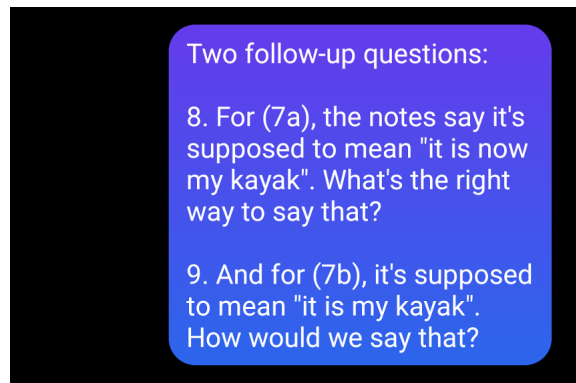 Two follow-up questions:
8. For (7a), the notes say it's
supposed to mean "it is now
my kayak". What's the right
way to say that?
9. And for (7b), it's supposed
to mean "it is my kayak".
How would we say that?